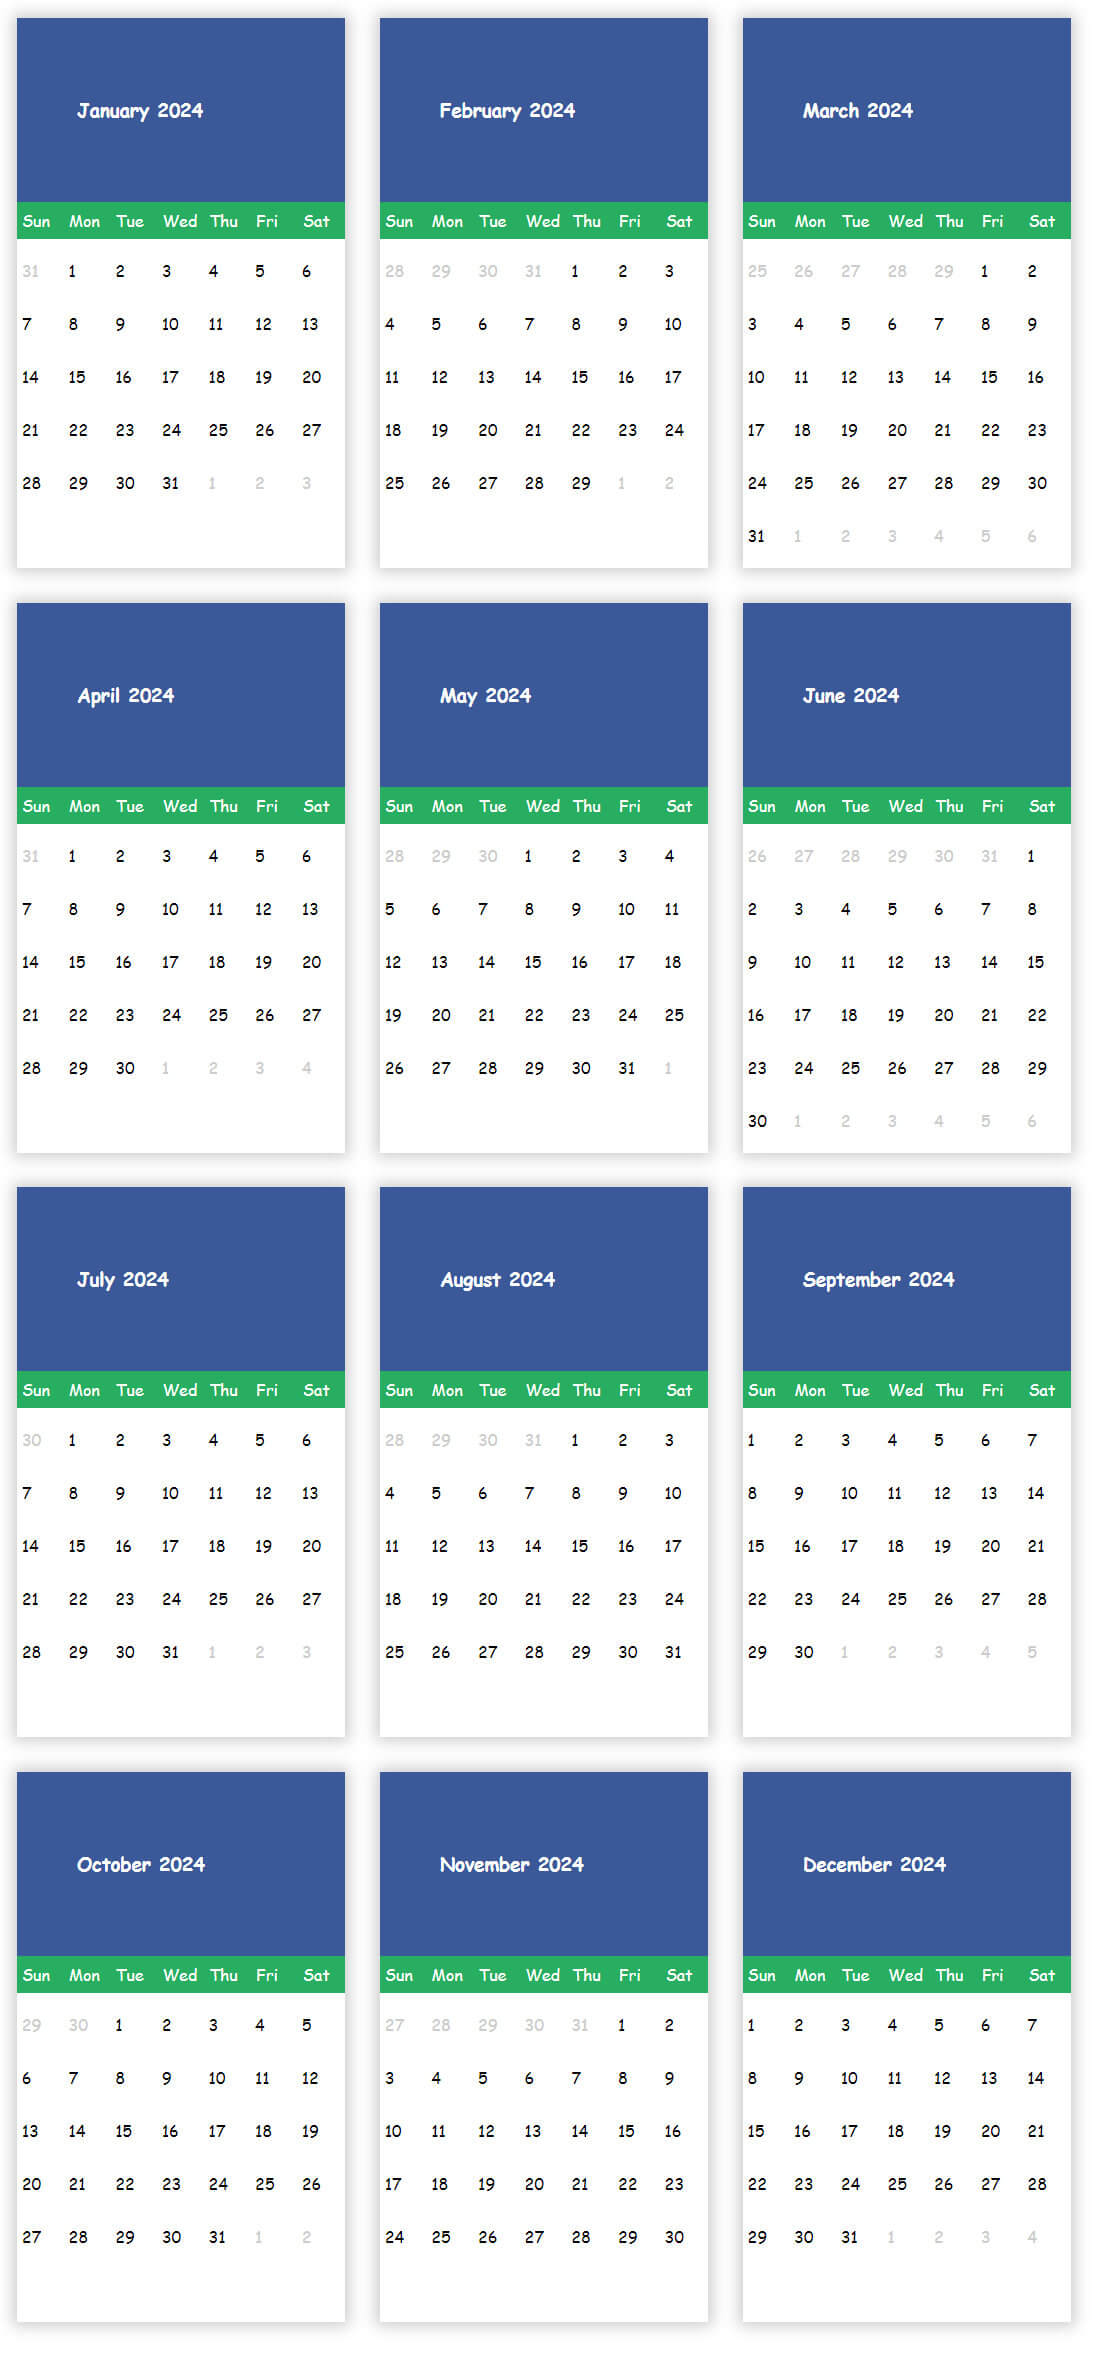 January 2024
Sun Mon Tue Wed Thu Fri Sat
31 1 2 3 4 5 6
7 8 9 10 11 12 13
14 15 16 17 18 19 20
21 22 23 24 25 26 27
28 29 30 31 1 2 3
February 2024
Sun Mon Tue Wed Thu Fri Sat
28 29 30 31 1 2 3
4 5 6 7 8 9 10
11 12 13 14 15 16 17
18 19 20 21 22 23 24
25 26 27 28 29 1 2
March 2024
Sun Mon Tue Wed Thu Fri Sat
25 26 27 28 29 1 2
3 4 5 6 7 8 9
10 11 12 13 14 15 16
17 18 19 20 21 22 23
24 25 26 27 28 29 30
31 1 2 3 4 5 6
April 2024
Sun Mon Tue Wed Thu Fri Sat
31 1 2 3 4 5 6
7 8 9 10 11 12 13
14 15 16 17 18 19 20
21 22 23 24 25 26 27
28 29 30 1 2 3 4
May 2024
Sun Mon Tue Wed Thu Fri Sat
28 29 30 1 2 3 4
5 6 7 8 9 10 11
12 13 14 15 16 17 18
19 20 21 22 23 24 25
26 27 28 29 30 31 1
June 2024
Sun Mon Tue Wed Thu Fri Sat
26 27 28 29 30 31 1
2 3 4 5 6 7 8
9 10 11 12 13 14 15
16 17 18 19 20 21 22
23 24 25 26 27 28 29
30 1 2 3 4 5 6
July 2024
Sun Mon Tue Wed Thu Fri Sat
30 1 2 3 4 5 6
7 8 9 10 11 12 13
14 15 16 17 18 19 20
21 22 23 24 25 26 27
28 29 30 31 1 2 3
August 2024
Sun Mon Tue Wed Thu Fri Sat
28 29 30 31 1 2 3
4 5 6 7 8 9 10
11 12 13 14 15 16 17
18 19 20 21 22 23 24
25 26 27 28 29 30 31
September 2024
Sun Mon Tue Wed Thu Fri Sat
1 2 3 4 5 6 7
8 9 10 11 12 13 14
15 16 17 18 19 20 21
22 23 24 25 26 27 28
29 30 1 2 3 4 5
October 2024
Sun Mon Tue Wed Thu Fri Sat
29 30 1 2 3 4 5
6 7 8 9 10 11 12
13 14 15 16 17 18 19
20 21 22 23 24 25 26
27 28 29 30 31 1 2
November 2024
Sun Mon Tue Wed Thu Fri Sat
27 28 29 30 31 1 2
3 4 5 6 7 8 9
10 11 12 13 14 15 16
17 18 19 20 21 22 23
24 25 26 27 28 29 30
December 2024
Sun Mon Tue Wed Thu Fri Sat
1 2 3 4 5 6 7
8 9 10 11 12 13 14
15 16 17 18 19 20 21
22 23 24 25 26 27 28
29 30 31 1 2 3 4